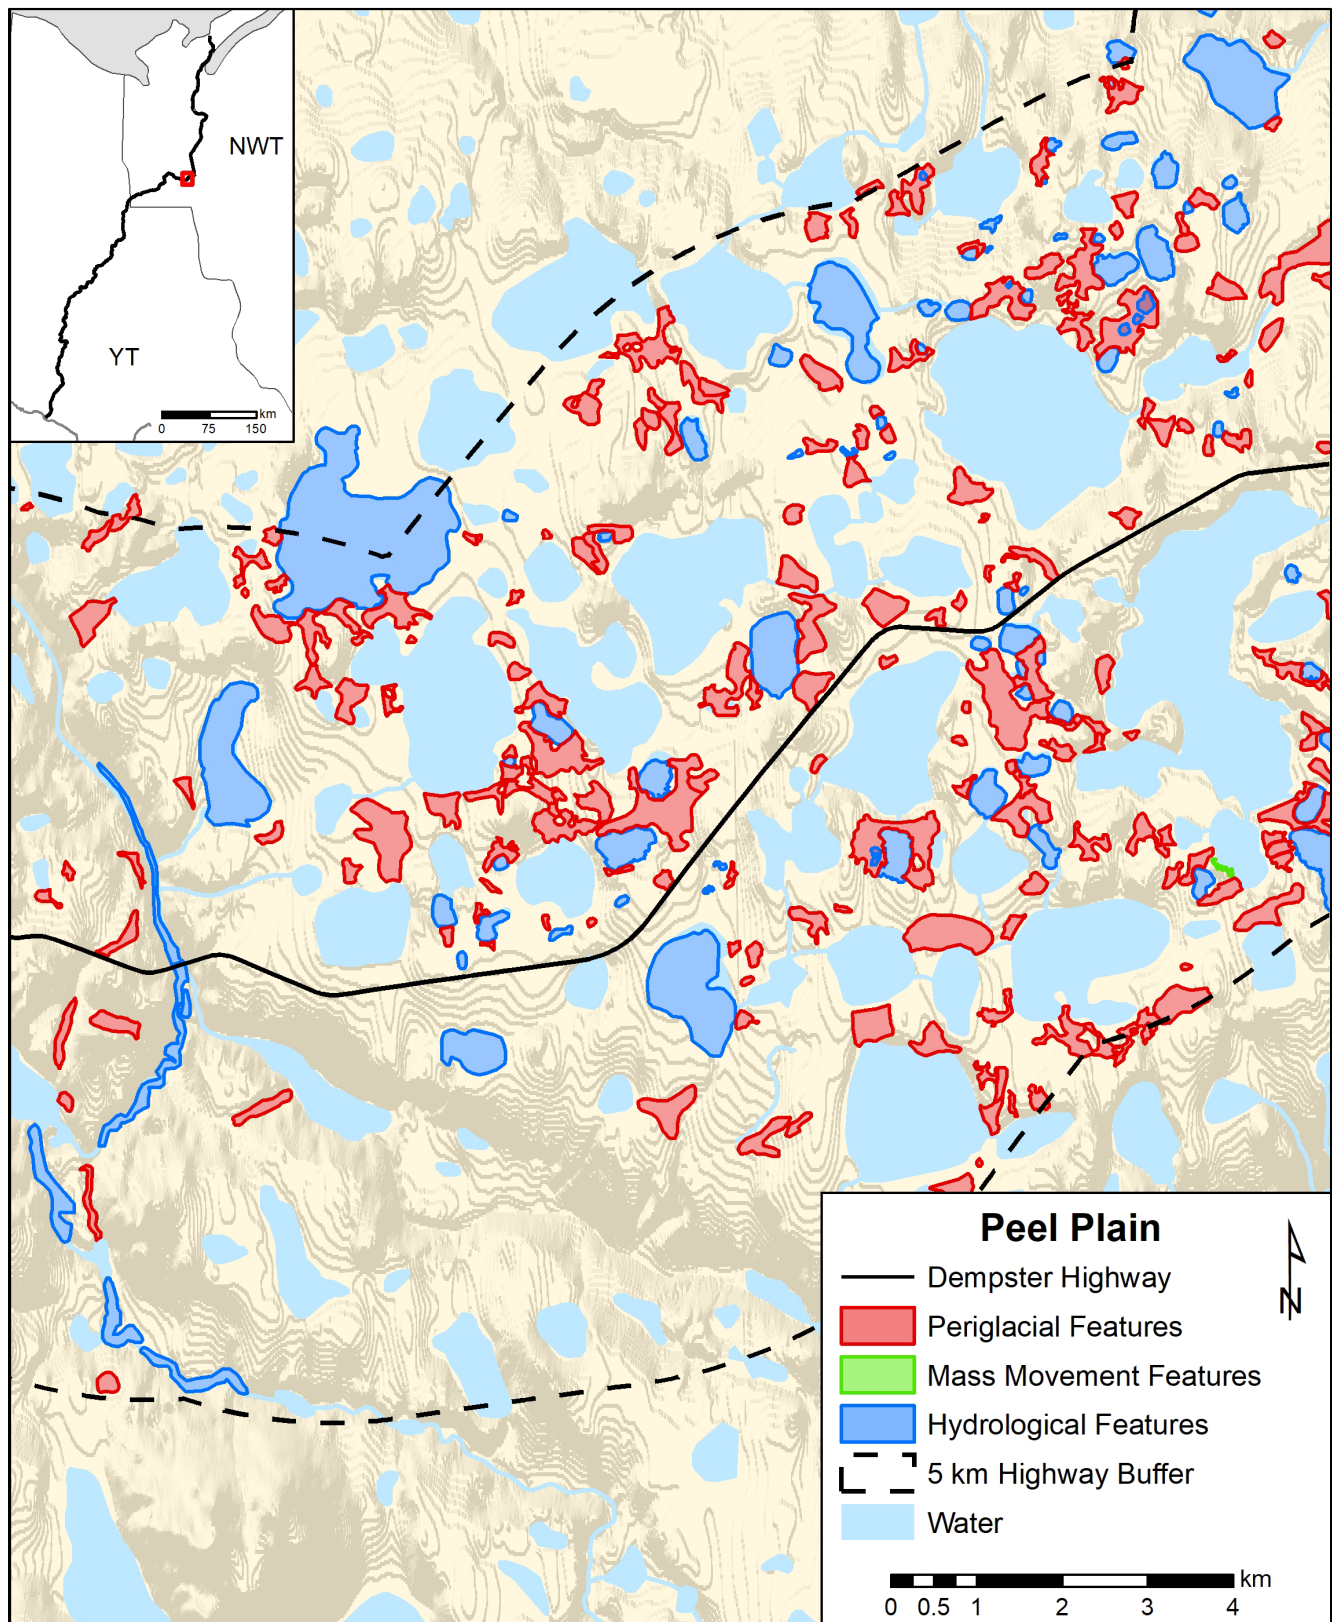 NWT
YT
km
0 75 150
Peel Plain
Dempster Highway
Periglacial Features
Mass Movement Features
Hydrological Features
5 km Highway Buffer
Water
N
km
0 0.5 1 2 3 4